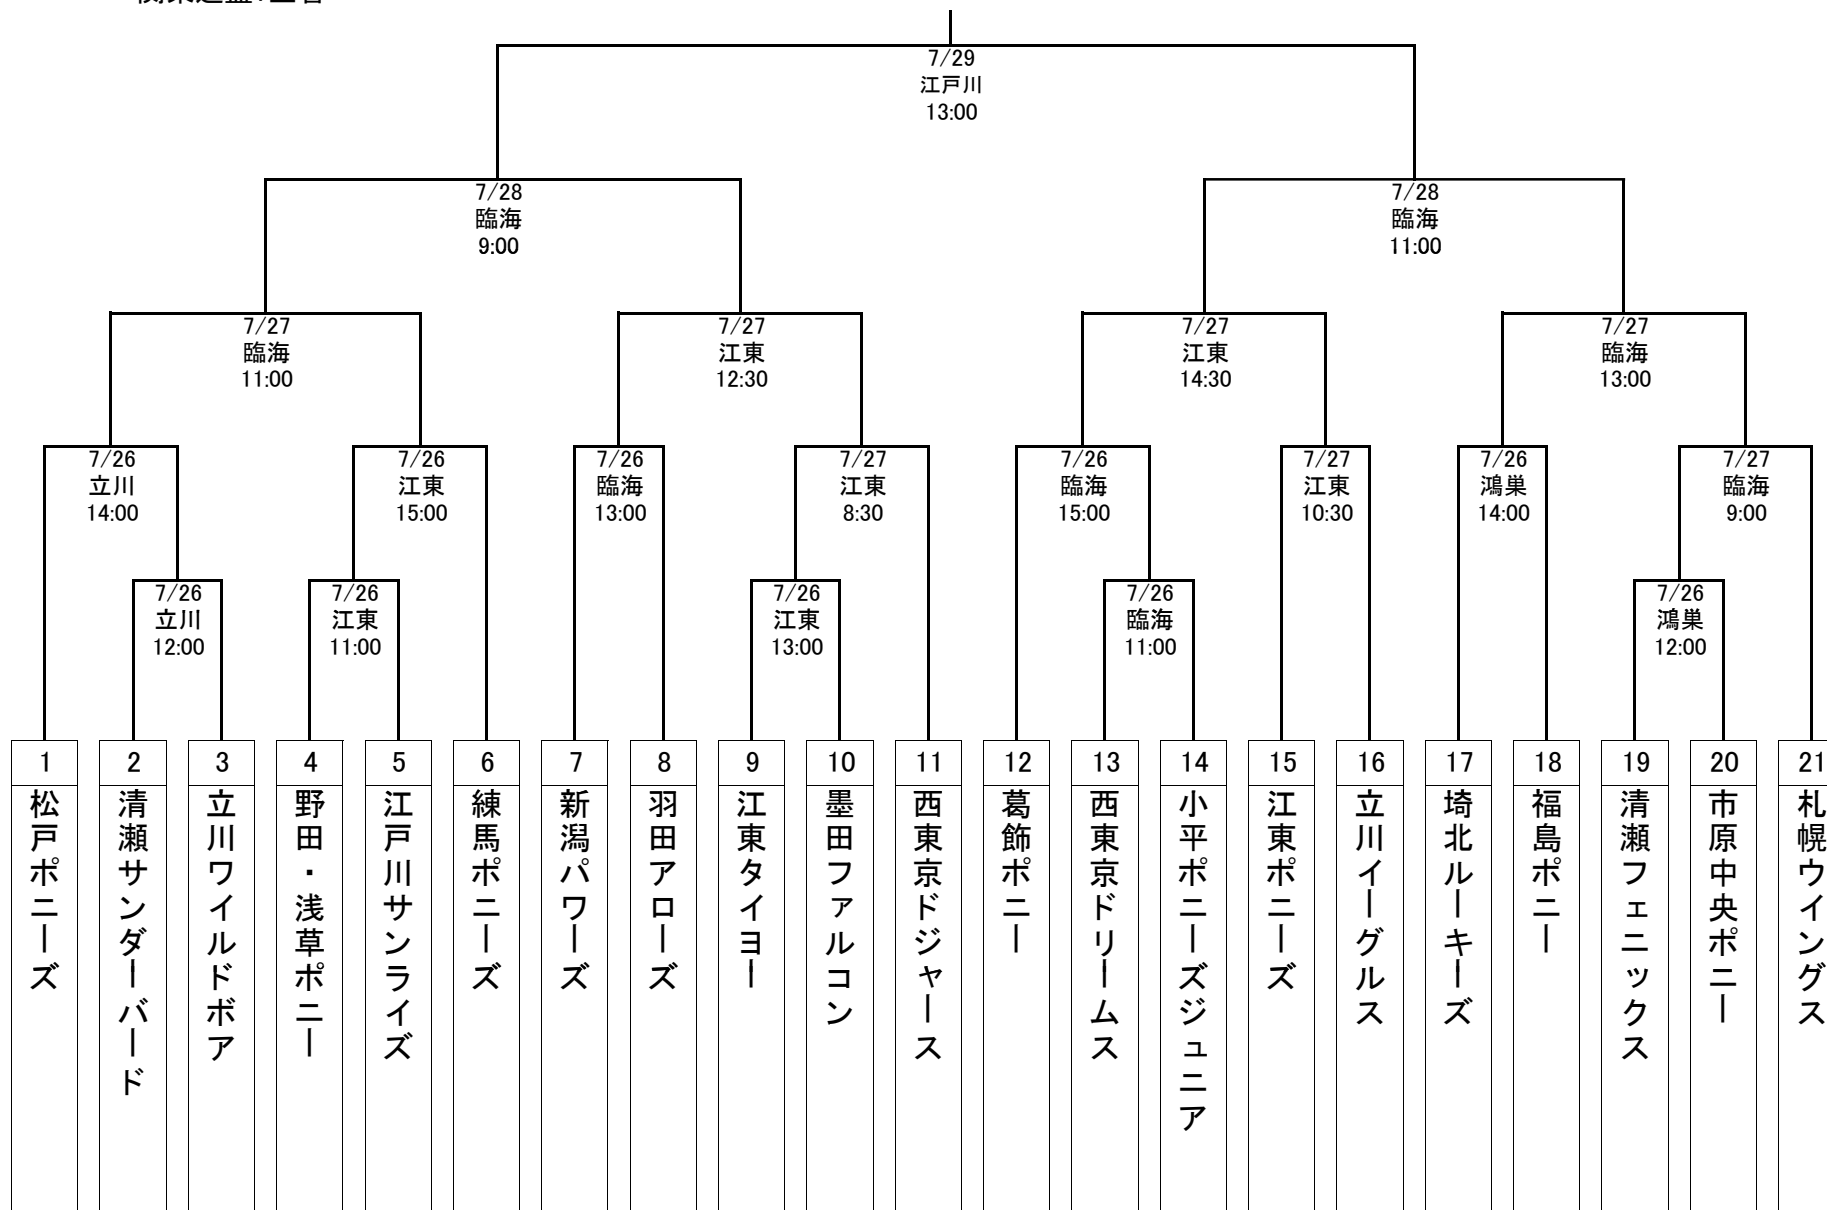 7/29
江戸川
13:00
7/28
臨海
9:00
7/28
臨海
11:00
7/27
臨海
11:00
7/27
江東
12:30
7/27
江東
14:30
7/27
臨海
13:00
7/26
立川
14:00
7/26
江東
15:00
7/26
臨海
13:00
7/27
江東
8:30
7/26
臨海
15:00
7/27
江東
10:30
7/26
鴻巣
14:00
7/27
臨海
9:00
7/26
立川
12:00
7/26
江東
11:00
7/26
江東
13:00
7/26
臨海
11:00
7/26
鴻巣
12:00
1
松戸ポニーズ
2
清瀬サンダーバード
3
立川ワイルドボア
4
野田・浅草ポニー
5
江戸川サンライズ
6
練馬ポニーズ
7
新潟パワーズ
8
羽田アローズ
9
江東タイヨー
10
墨田ファルコン
11
西東京ドジャース
12
葛飾ポニー
13
西東京ドリームス
14
小平ポニーズジュニア
15
江東ポニーズ
16
立川イーグルス
17
埼北ルーキーズ
18
福島ポニー
19
清瀬フェニックス
20
市原中央ポニー
21
札幌ウイングス